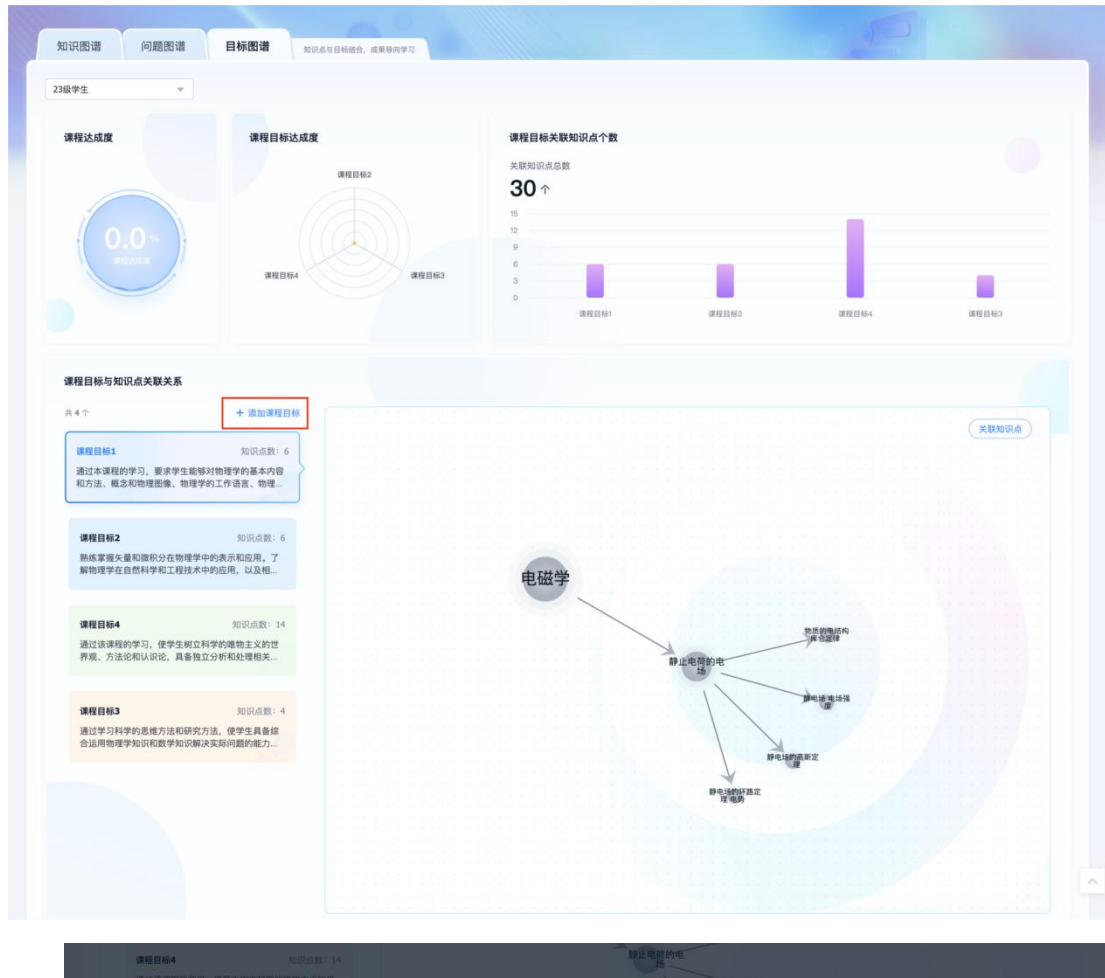 知识图谱
问题图谱
目标图谱
知识点与目标结合，成果导向学习
23级学生
课程达成度
0.0 %
课程达成度
课程目标达成度
课程目标2
课程目标4
课程目标3
课程目标关联知识点个数
关联知识点总数
30 个
15
12
9
6
3
0
课程目标1
课程目标2
课程目标4
课程目标3
课程目标与知识点关联关系
共 4 个
+ 添加课程目标
课程目标1
知识点数：6
通过本课程的学习，要求学生能够对物理学的基本内容
和方法、概念和物理图像、物理学的工作语言、物理...
课程目标2
知识点数：6
熟练掌握矢量和微积分在物理学中的表示和应用。了
解物理学在自然科学和工程技术中的应用，以及相...
课程目标4
知识点数：14
通过该课程的学习，使学生树立科学的唯物主义的世
界观、方法论和认识论，具备独立分析和处理相关...
课程目标3
知识点数：4
通过学习科学的思维方法和研究方法，使学生具备综
合运用物理学知识和数学知识解决实际问题的能力...
关联知识点
电磁学
静止电荷的电
场
物质的电结构
库仑定律
静电场 电场强
度
静电场的高斯定
理
静电场的环路定
理 电势
课程目标4
知识点数：14
静止电荷的电
场